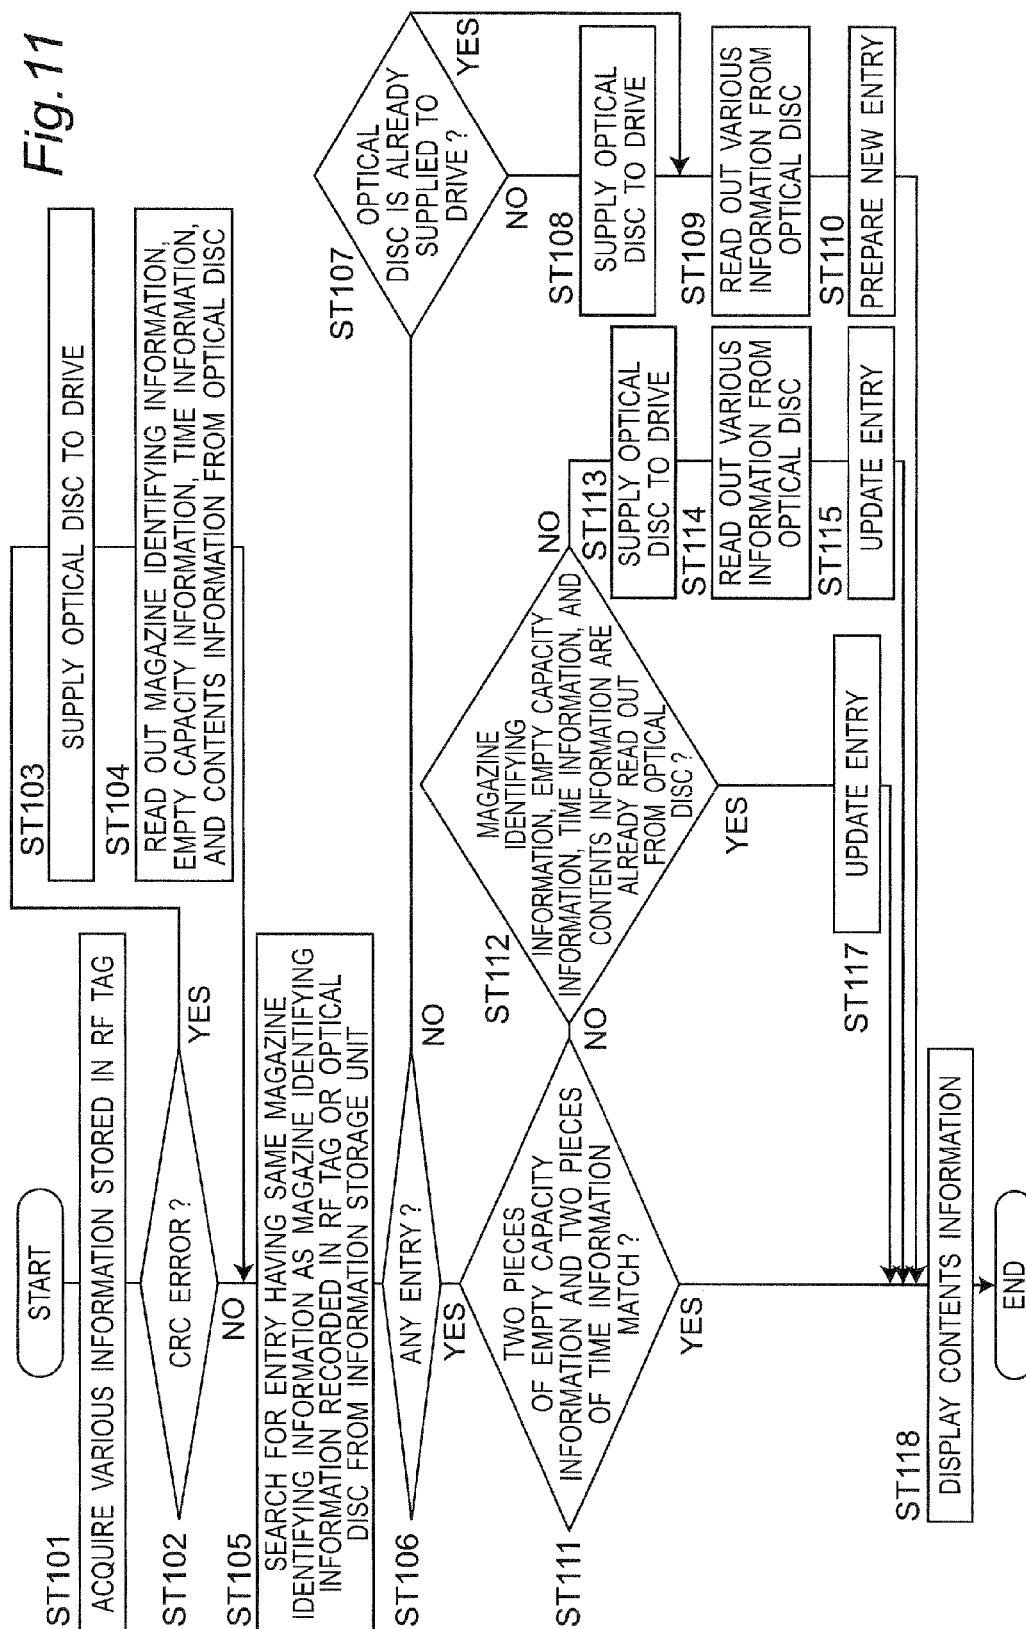 Fig. 11
START
ST101
ACQUIRE VARIOUS INFORMATION STORED IN RF TAG
ST102
CRC ERROR?
YES
NO
ST103
SUPPLY OPTICAL DISC TO DRIVE
ST104
READ OUT MAGAZINE IDENTIFYING INFORMATION,
EMPTY CAPACITY INFORMATION, TIME INFORMATION,
AND CONTENTS INFORMATION FROM OPTICAL DISC
ST105
SEARCH FOR ENTRY HAVING SAME MAGAZINE
IDENTIFYING INFORMATION AS MAGAZINE IDENTIFYING
INFORMATION RECORDED IN RF TAG OR OPTICAL
DISC FROM INFORMATION STORAGE UNIT
ST106
ANY ENTRY?
NO
YES
ST107
OPTICAL
DISC IS ALREADY
SUPPLIED TO
DRIVE?
YES
NO
ST108
SUPPLY OPTICAL
DISC TO DRIVE
ST109
READ OUT VARIOUS
INFORMATION FROM
OPTICAL DISC
ST110
PREPARE NEW ENTRY
ST111
TWO PIECES
OF EMPTY CAPACITY
INFORMATION AND TWO PIECES
OF TIME INFORMATION
MATCH?
NO
YES
ST112
MAGAZINE
IDENTIFYING
INFORMATION, EMPTY CAPACITY
INFORMATION, TIME INFORMATION, AND
CONTENTS INFORMATION ARE
ALREADY READ OUT
FROM OPTICAL
DISC?
NO
YES
ST113
SUPPLY OPTICAL
DISC TO DRIVE
ST114
READ OUT VARIOUS
INFORMATION FROM
OPTICAL DISC
ST115
UPDATE ENTRY
ST117
UPDATE ENTRY
ST118
DISPLAY CONTENTS INFORMATION
END